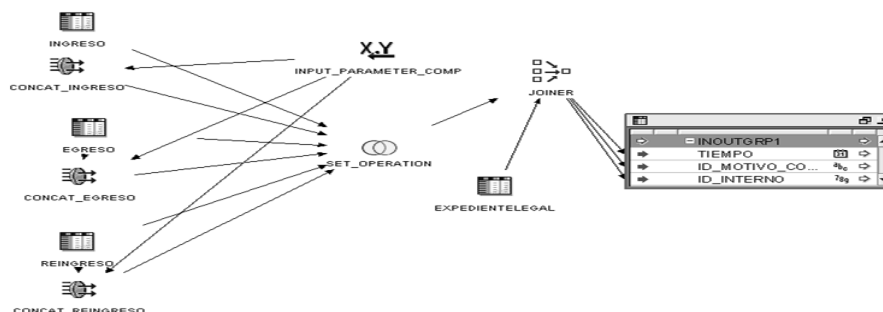 INGRESO
CONCAT_INGRESO
X.Y
INPUT_PARAMETER_COMP
JOINER
EGRESO
CONCAT_EGRESO
SET_OPERATION
EXPEDIENTELEGAL
INOUTGRP1
TIEMPO
ID_MOTIVO_CO...
ID_INTERNO
REINGRESO
CONCAT_REINGRESO